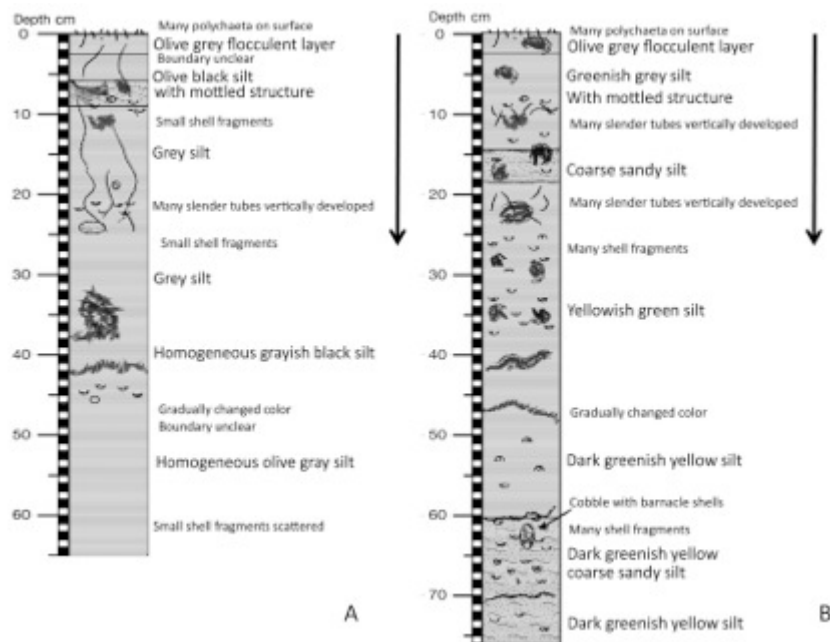 Depth cm
Many polychaeta on surface
0
Olive grey flocculent layer
Boundary unclear
Olive black silt
with mottled structure
10
Small shell fragments
Grey silt
20
Many slender tubes vertically developed
Small shell fragments
30
Grey silt
40
Homogeneous grayish black silt
Gradually changed color
50
Boundary unclear
Homogeneous olive gray silt
60
Small shell fragments scattered
A
Depth cm
Many polychaeta on surface
0
Olive grey flocculent layer
Greenish grey silt
With mottled structure
10
Many slender tubes vertically developed
Coarse sandy silt
20
Many slender tubes vertically developed
Many shell fragments
30
Yellowish green silt
40
Gradually changed color
50
Dark greenish yellow silt
Cobble with barnacle shells
60
Many shell fragments
Dark greenish yellow
coarse sandy silt
70
Dark greenish yellow silt
B